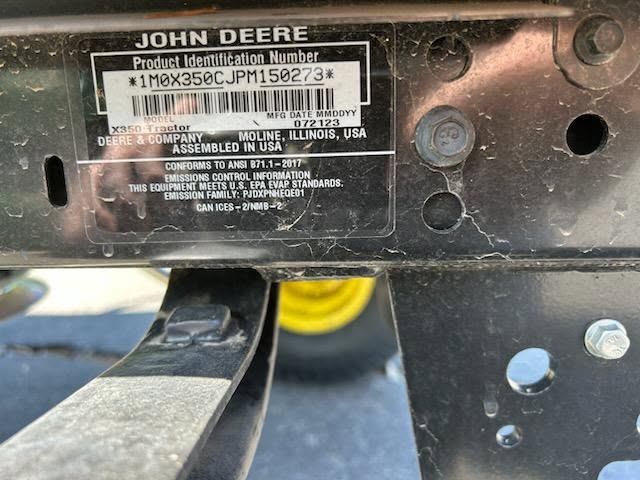 JOHN DEERE
Product Identification Number
*1M0X350CJPM150273*
MODEL MFG DATE MMDDYY
X350 Tractor 072123
DEERE & COMPANY MOLINE, ILLINOIS, USA
ASSEMBLED IN USA
CONFORMS TO ANSI B71.1-2017
EMISSIONS CONTROL INFORMATION
THIS EQUIPMENT MEETS U.S. EPA EVAP. STANDARDS.
EMISSION FAMILY: PJDXPNHEQE01
CAN ICES-2/NMB-2